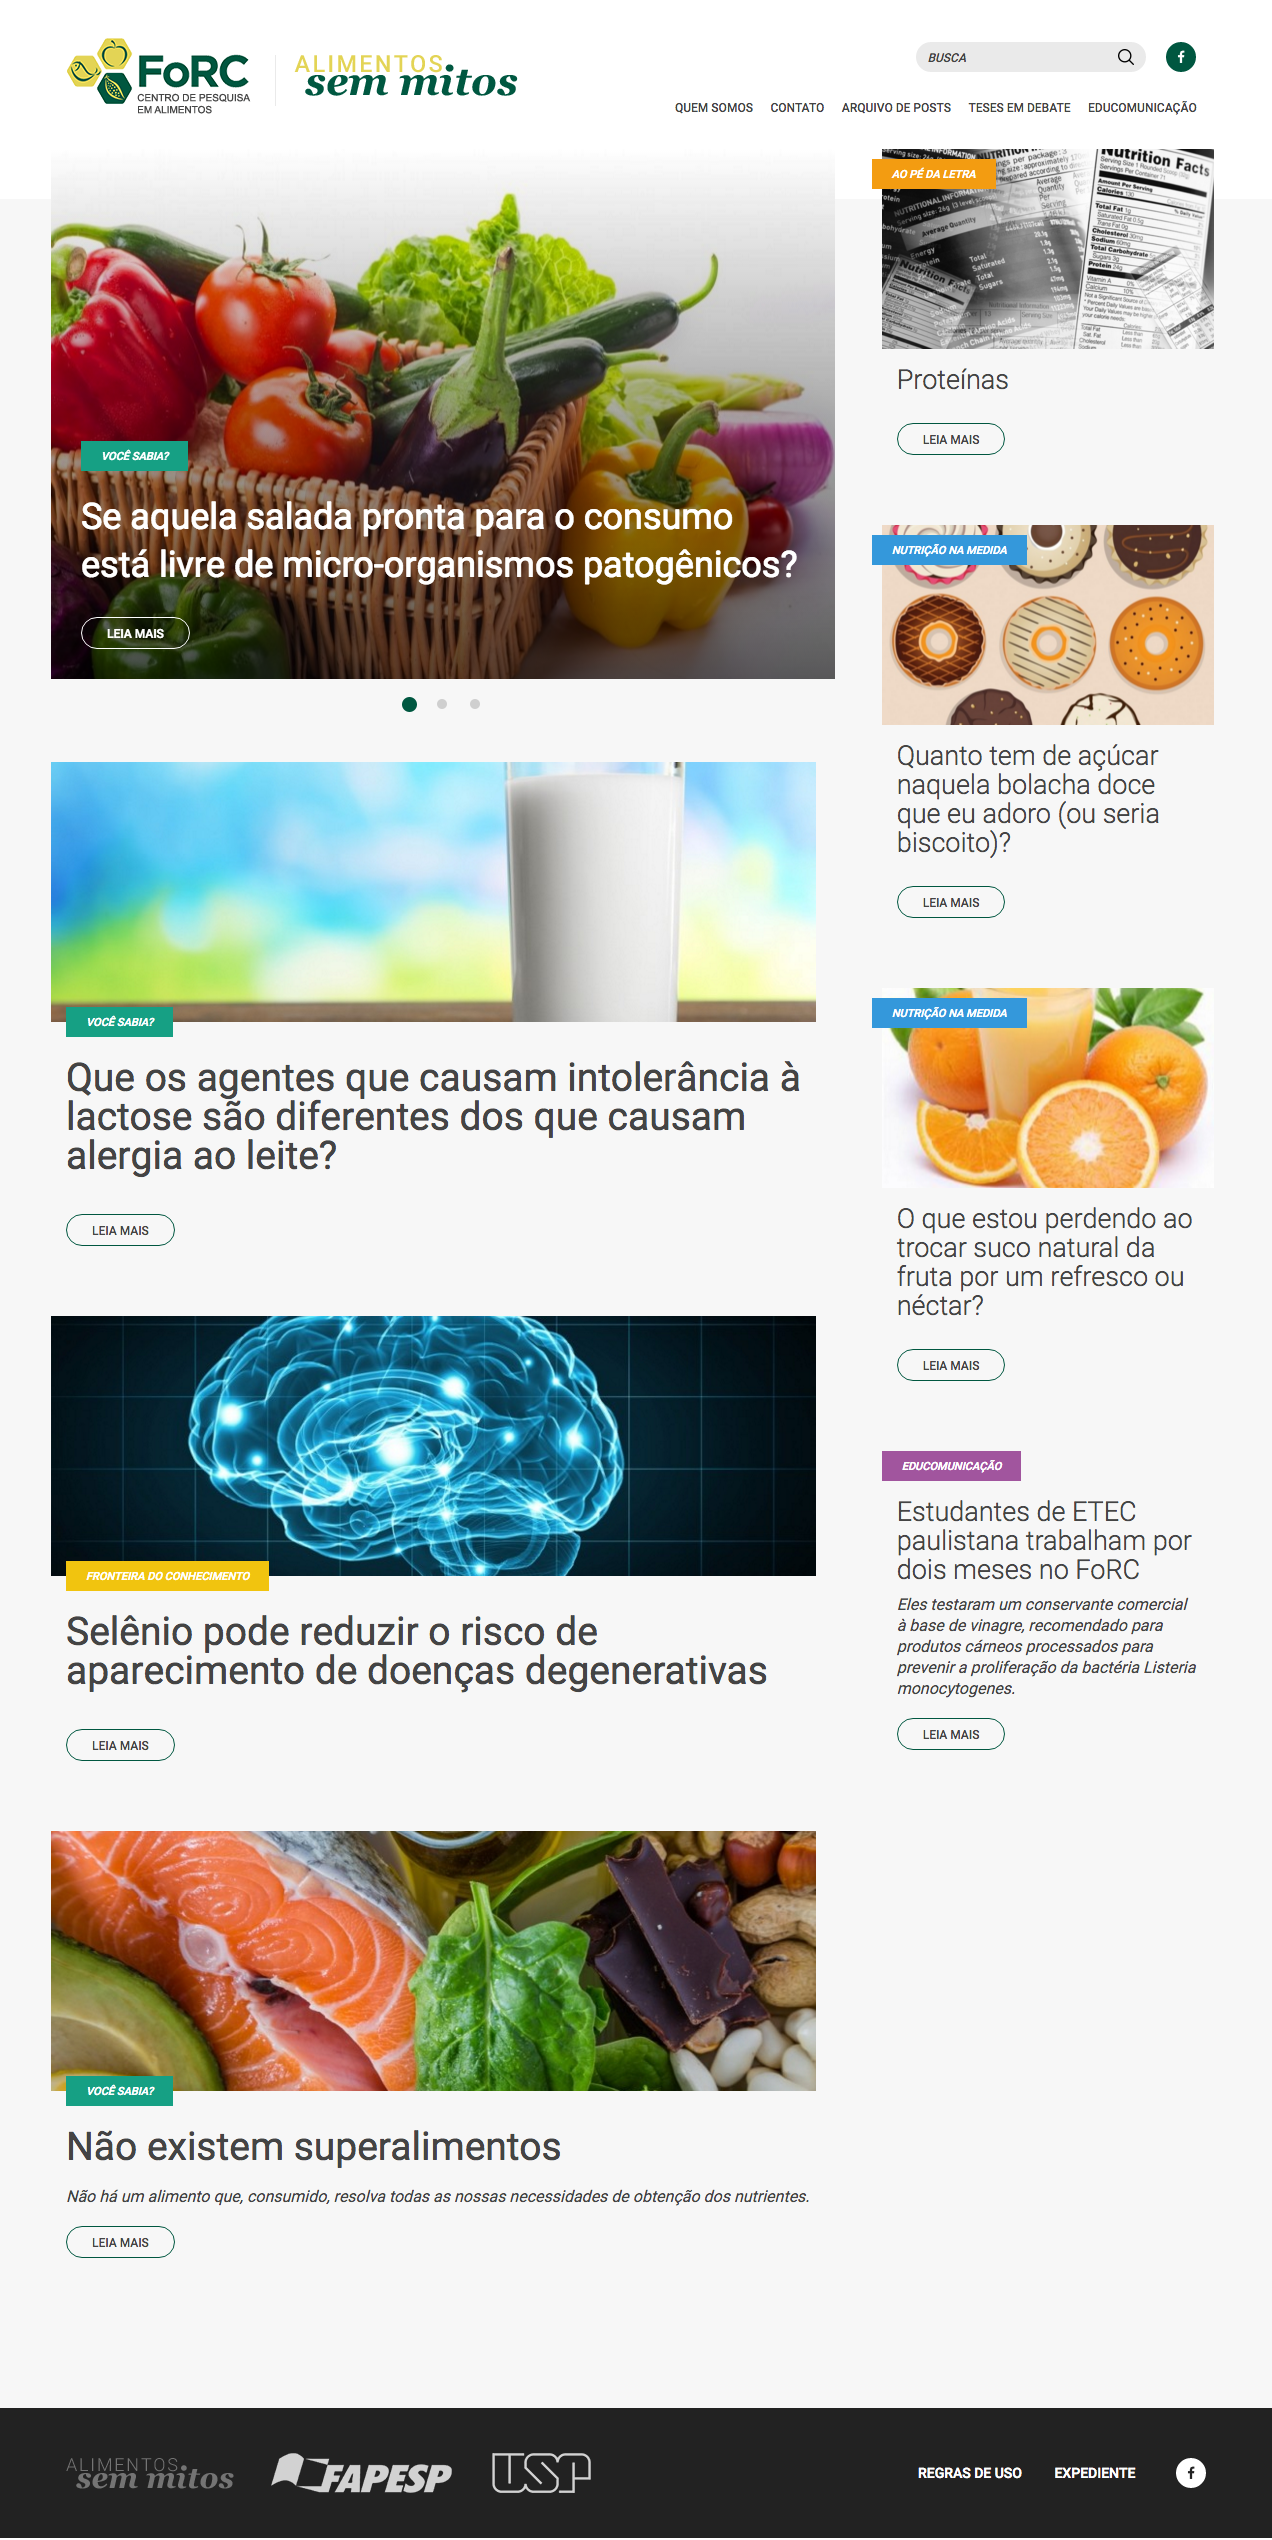 FoRC
CENTRO DE PESQUISA
EM ALIMENTOS
ALIMENTOS
sem mitos
BUSCA
QUEM SOMOS CONTATO ARQUIVO DE POSTS TESES EM DEBATE EDUCOMUNICAÇÃO
VOCÊ SABIA?
Se aquela salada pronta para o consumo
está livre de micro-organismos patogênicos?
LEIA MAIS
AO PÉ DA LETRA
Nutrition Facts
Proteínas
LEIA MAIS
NUTRIÇÃO NA MEDIDA
Quanto tem de açúcar
naquela bolacha doce
que eu adoro (ou seria
biscoito)?
LEIA MAIS
VOCÊ SABIA?
Que os agentes que causam intolerância à
lactose são diferentes dos que causam
alergia ao leite?
LEIA MAIS
NUTRIÇÃO NA MEDIDA
O que estou perdendo ao
trocar suco natural da
fruta por um refresco ou
néctar?
LEIA MAIS
FRONTEIRA DO CONHECIMENTO
Selênio pode reduzir o risco de
aparecimento de doenças degenerativas
LEIA MAIS
EDUCOMUNICAÇÃO
Estudantes de ETEC
paulistana trabalham por
dois meses no FoRC
Eles testaram um conservante comercial
à base de vinagre, recomendado para
produtos cárneos processados para
prevenir a proliferação da bactéria Listeria
monocytogenes.
LEIA MAIS
VOCÊ SABIA?
Não existem superalimentos
Não há um alimento que, consumido, resolva todas as nossas necessidades de obtenção dos nutrientes.
LEIA MAIS
ALIMENTOS
sem mitos
FAPESP
USP
REGRAS DE USO EXPEDIENTE